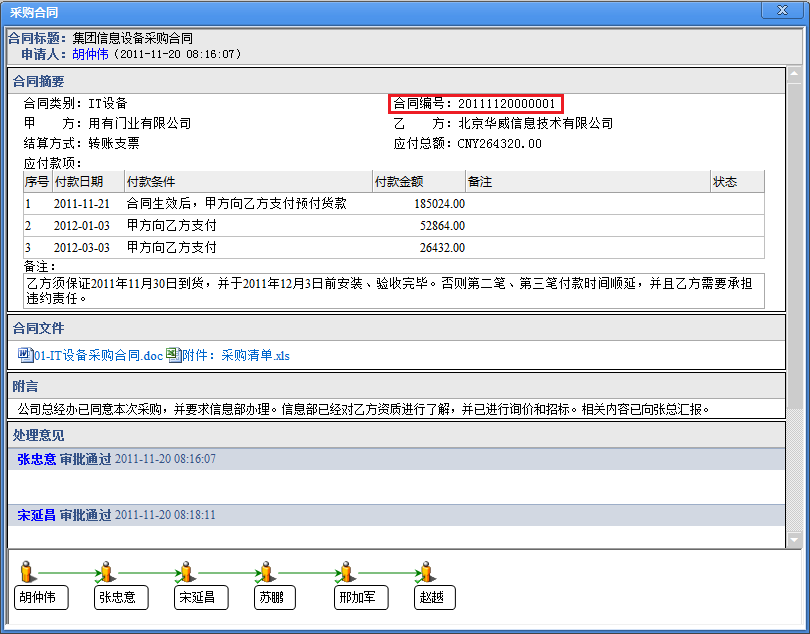 采购合同
合同标题：集团信息设备采购合同
申请人：胡仲伟（2011-11-20 08:16:07）
合同摘要
合同类别：IT设备 合同编号：20111120000001
甲 方：用有门业有限公司 乙 方：北京华威信息技术有限公司
结算方式：转账支票 应付总额：CNY264320.00
应付款项：
序号 付款日期 付款条件 付款金额 备注 状态
1 2011-11-21 合同生效后，甲方向乙方支付预付货款 185024.00
2 2012-01-03 甲方向乙方支付 52864.00
3 2012-03-03 甲方向乙方支付 26432.00
备注：
乙方须保证2011年11月30日到货，并于2011年12月3日前安装、验收完毕。否则第二笔、第三笔付款时间顺延，并且乙方需要承担
违约责任。
合同文件
01-IT设备采购合同.doc 附件：采购清单.xls
附言
公司总经办已同意本次采购，并要求信息部办理。信息部已经对乙方资质进行了解，并已进行询价和招标。相关内容已向张总汇报。
处理意见
张忠意 审批通过 2011-11-20 08:16:07
宋延昌 审批通过 2011-11-20 08:18:11
胡仲伟 张忠意 宋延昌 苏鹏 邢加军 赵越